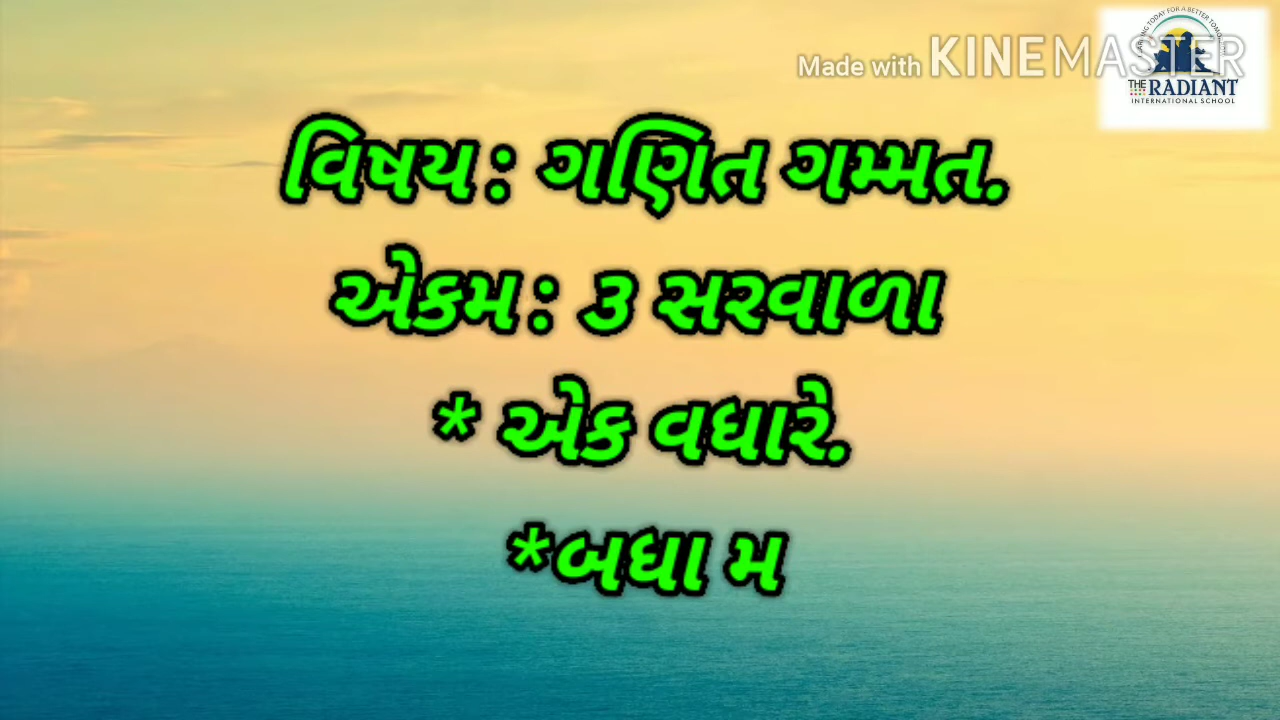 Made with KINEMASTER
THE RADIANT
INTERNATIONAL SCHOOL
વિષય : ગણિત ગમ્મત.
એકમ : ૩ સરવાળા
* એક વધારે.
*બધા મ